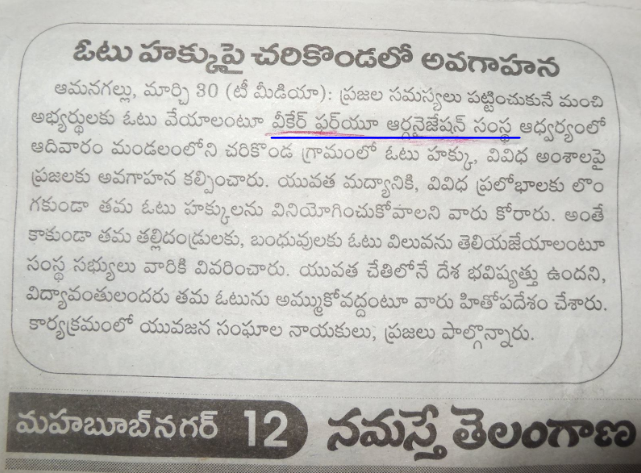 ఓటు హక్కుపై చరికొండలో అవగాహన
ఆమనగల్లు, మార్చి 30 (టీ మీడియా): ప్రజల సమస్యలు పట్టించుకునే మంచి
అభ్యర్థులకు ఓటు వేయాలంటూ వీకేర్ ఫర్‌యూ ఆర్గనైజేషన్ సంస్థ ఆధ్వర్యంలో
ఆదివారం మండలంలోని చరికొండ గ్రామంలో ఓటు హక్కు, వివిధ అంశాలపై
ప్రజలకు అవగాహన కల్పించారు. యువత మద్యానికి, వివిధ ప్రలోభాలకు లొం
గకుండా తమ ఓటు హక్కులను వినియోగించుకోవాలని వారు కోరారు. అంతే
కాకుండా తమ తల్లిదండ్రులకు, బంధువులకు ఓటు విలువను తెలియజేయాలంటూ
సంస్థ సభ్యులు వారికి వివరించారు. యువత చేతిలోనే దేశ భవిష్యత్తు ఉందని,
విద్యావంతులందరు తమ ఓటును అమ్ముకోవద్దంటూ వారు హితోపదేశం చేశారు.
కార్యక్రమంలో యువజన సంఘాల నాయకులు, ప్రజలు పాల్గొన్నారు.
మహబూబ్‌నగర్ 12 నమస్తే తెలంగాణ